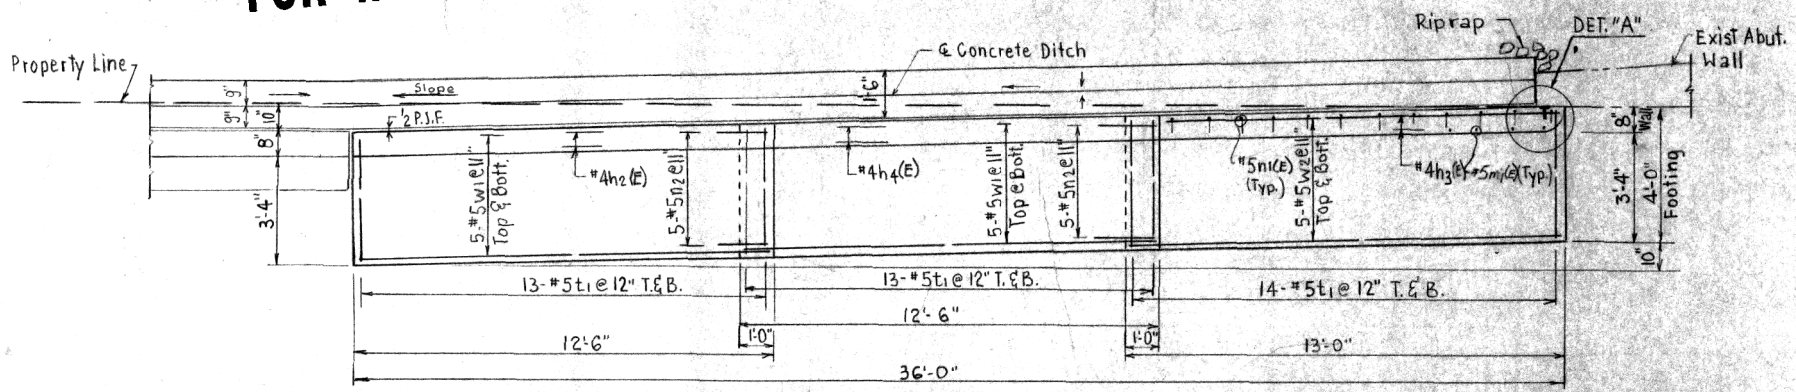 Riprap
DET. "A"
Exist Abut.
Wall
℄ Concrete Ditch
Property Line
Slope
1'-6"
9"
9"
10"
8"
½ P.J.F.
3'-4"
5-#5w1@11"
Top & Bott.
#4h2(E)
5-#5n2@11"
#4h4(E)
5-#5w1@11"
Top & Bott.
5-#5n2@11"
#5n1(E)
(Typ.)
5-#5w2@11"
Top & Bott.
#4h3(E)
#5m1(E)(Typ.)
8"
Wall
3'-4"
4'-0"
Footing
10"
13-#5t1@12" T.&B.
13-#5t1@12" T.&B.
14-#5t1@12" T.&B.
12'-6"
12'-6"
1'-0"
1'-0"
13'-0"
36'-0"